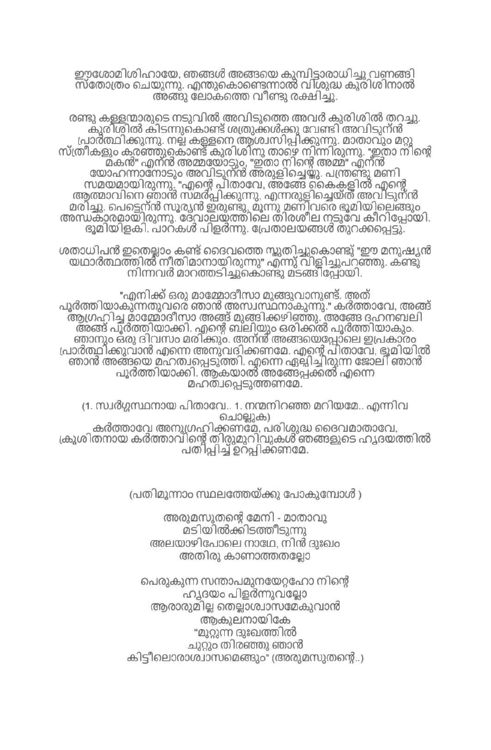 ഈശോമിശിഹായേ, ഞങ്ങൾ അങ്ങയെ കുമ്പിട്ടാരാധിച്ചു വണങ്ങി
സ്തോത്രം ചെയുന്നു. എന്തുകൊണ്ടെന്നാൽ വിശുദ്ധ കുരിശിനാൽ
അങ്ങു ലോകത്തെ വീണ്ടു രക്ഷിച്ചു.
രണ്ടു കള്ളന്മാരുടെ നടുവിൽ അവിടുത്തെ അവർ കുരിശിൽ തറച്ചു.
കുരിശിൽ കിടന്നുകൊണ്ട് ശത്രുക്കൾക്കു വേണ്ടി അവിടുന്ൻ
പ്രാർത്ഥിക്കുന്നു. നല്ല കള്ളനെ ആശ്വസിപ്പിക്കുന്നു. മാതാവും മറ്റു
സ്ത്രീകളും കരഞ്ഞുകൊണ്ട് കുരിശിനു താഴെ നിന്നിരുന്നു. "ഇതാ നിന്റെ
മകൻ" എന്ൻ അമ്മയോടും, "ഇതാ നിന്റെ അമ്മ" എന്ൻ
യോഹന്നാനോടും അവിടുന്ൻ അരുളിച്ചെയ്തു. പന്ത്രണ്ടു മണി
സമയമായിരുന്നു, "എന്റെ പിതാവേ, അങ്ങേ കൈകളിൽ എന്റെ
ആത്മാവിനെ ഞാൻ സമർപ്പിക്കുന്നു, എന്നരുളിച്ചെയ്ത് അവിടുന്ൻ
മരിച്ചു. പെട്ടെന്ൻ സൂര്യൻ ഇരുണ്ടു, മൂന്നു മണിവരെ ഭൂമിയിലെങ്ങും
അന്ധകാരമായിരുന്നു. ദേവാലയത്തിലെ തിരശീല നടുവേ കീറിപ്പോയി.
ഭൂമിയിളകി. പാറകൾ പിളർന്നു. പ്രേതാലയങ്ങൾ തുറക്കപ്പെട്ടു.
ശതാധിപൻ ഇതെല്ലാം കണ്ട് ദൈവത്തെ സ്തുതിച്ചുകൊണ്ടു് "ഈ മനുഷ്യൻ
യഥാർത്ഥത്തിൽ നീതിമാനായിരുന്നു" എന്നു് വിളിച്ചുപറഞ്ഞു. കണ്ടു
നിന്നവർ മാറത്തടിച്ചുകൊണ്ടു മടങ്ങിപ്പോയി.
"എനിക്ക് ഒരു മാമ്മോദീസാ മുങ്ങുവാനുണ്ട്. അത്
പൂർത്തിയാകുന്നതുവരെ ഞാൻ അസ്വസ്ഥനാകുന്നു." കർത്താവേ, അങ്ങ്
ആഗ്രഹിച്ച മാമ്മോദീസാ അങ്ങ് മുങ്ങിക്കഴിഞ്ഞു. അങ്ങേ ദഹനബലി
അങ്ങ് പൂർത്തിയാക്കി. എന്റെ ബലിയും ഒരിക്കൽ പൂർത്തിയാകും.
ഞാനും ഒരു ദിവസം മരിക്കും. അന്ൻ അങ്ങയെപ്പോലെ ഇപ്രകാരം
പ്രാർത്ഥിക്കുവാൻ എന്നെ അനുവദിക്കണമേ. എന്റെ പിതാവേ, ഭൂമിയിൽ
ഞാൻ അങ്ങയെ മഹത്വപ്പെടുത്തി. എന്നെ ഏല്പിച്ചിരുന്ന ജോലി ഞാൻ
പൂർത്തിയാക്കി. ആകയാൽ അങ്ങേപ്പക്കൽ എന്നെ
മഹത്വപ്പെടുത്തണമേ.
(1. സ്വർഗ്ഗസ്ഥനായ പിതാവേ.. 1. നന്മനിറഞ്ഞ മറിയമേ.. എന്നിവ
ചൊല്ലുക)
കർത്താവേ അനുഗ്രഹിക്കണമേ, പരിശുദ്ധ ദൈവമാതാവേ,
ക്രൂശിതനായ കർത്താവിന്റെ തിരുമുറിവുകൾ ഞങ്ങളുടെ ഹൃദയത്തിൽ
പതിപ്പിച്ച് ഉറപ്പിക്കണമേ.
(പതിമൂന്നാം സ്ഥലത്തേയ്ക്കു പോകുമ്പോൾ )
അരുമസുതന്റെ മേനി - മാതാവു
മടിയിൽക്കിടത്തീടുന്നു
അലയാഴിപോലെ നാഥേ, നിൻ ദുഃഖം
അതിരു കാണാത്തതല്ലോ
പെരുകുന്ന സന്താപമുനയേറ്റഹോ നിന്റെ
ഹൃദയം പിളർന്നുവല്ലോ
ആരാരുമില്ല തെല്ലാശ്വാസമേകുവാൻ
ആകുലനായികേ
"മുറ്റുന്ന ദുഃഖത്തിൽ
ചുറ്റും തിരഞ്ഞു ഞാൻ
കിട്ടീലൊരാശ്വാസമെങ്ങും" (അരുമസുതന്റെ..)